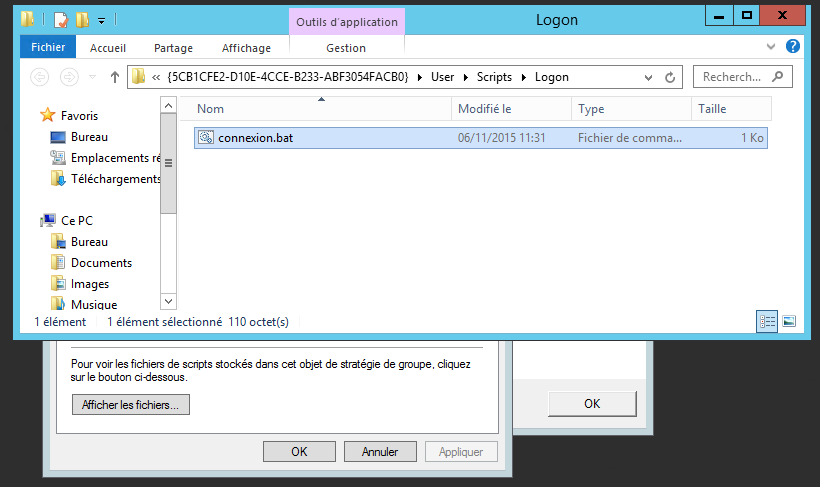 Outils d'application
Logon
Fichier
Accueil
Partage
Affichage
Gestion
?
« {5CB1CFE2-D10E-4CCE-B233-ABF3054FACB0} User Scripts Logon
Recherch...
Nom
Modifié le
Type
Taille
connexion.bat
06/11/2015 11:31
Fichier de comma...
1 Ko
Favoris
Bureau
Emplacements ré
Téléchargements
Ce PC
Bureau
Documents
Images
Musique
1 élément
1 élément sélectionné 110 octet(s)
Pour voir les fichiers de scripts stockés dans cet objet de stratégie de groupe, cliquez
sur le bouton ci-dessous.
Afficher les fichiers...
OK
Annuler
Appliquer
OK